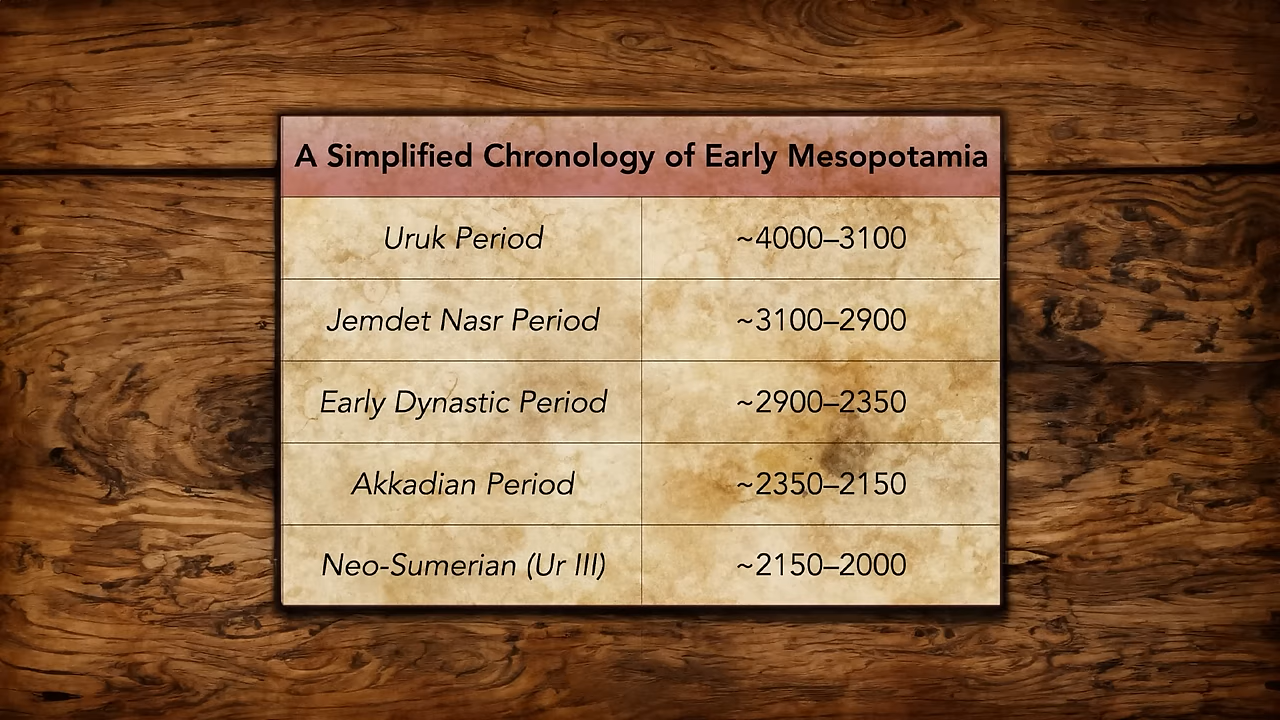 A Simplified Chronology of Early Mesopotamia
Uruk Period ~4000–3100
Jemdet Nasr Period ~3100–2900
Early Dynastic Period ~2900–2350
Akkadian Period ~2350–2150
Neo-Sumerian (Ur III) ~2150–2000